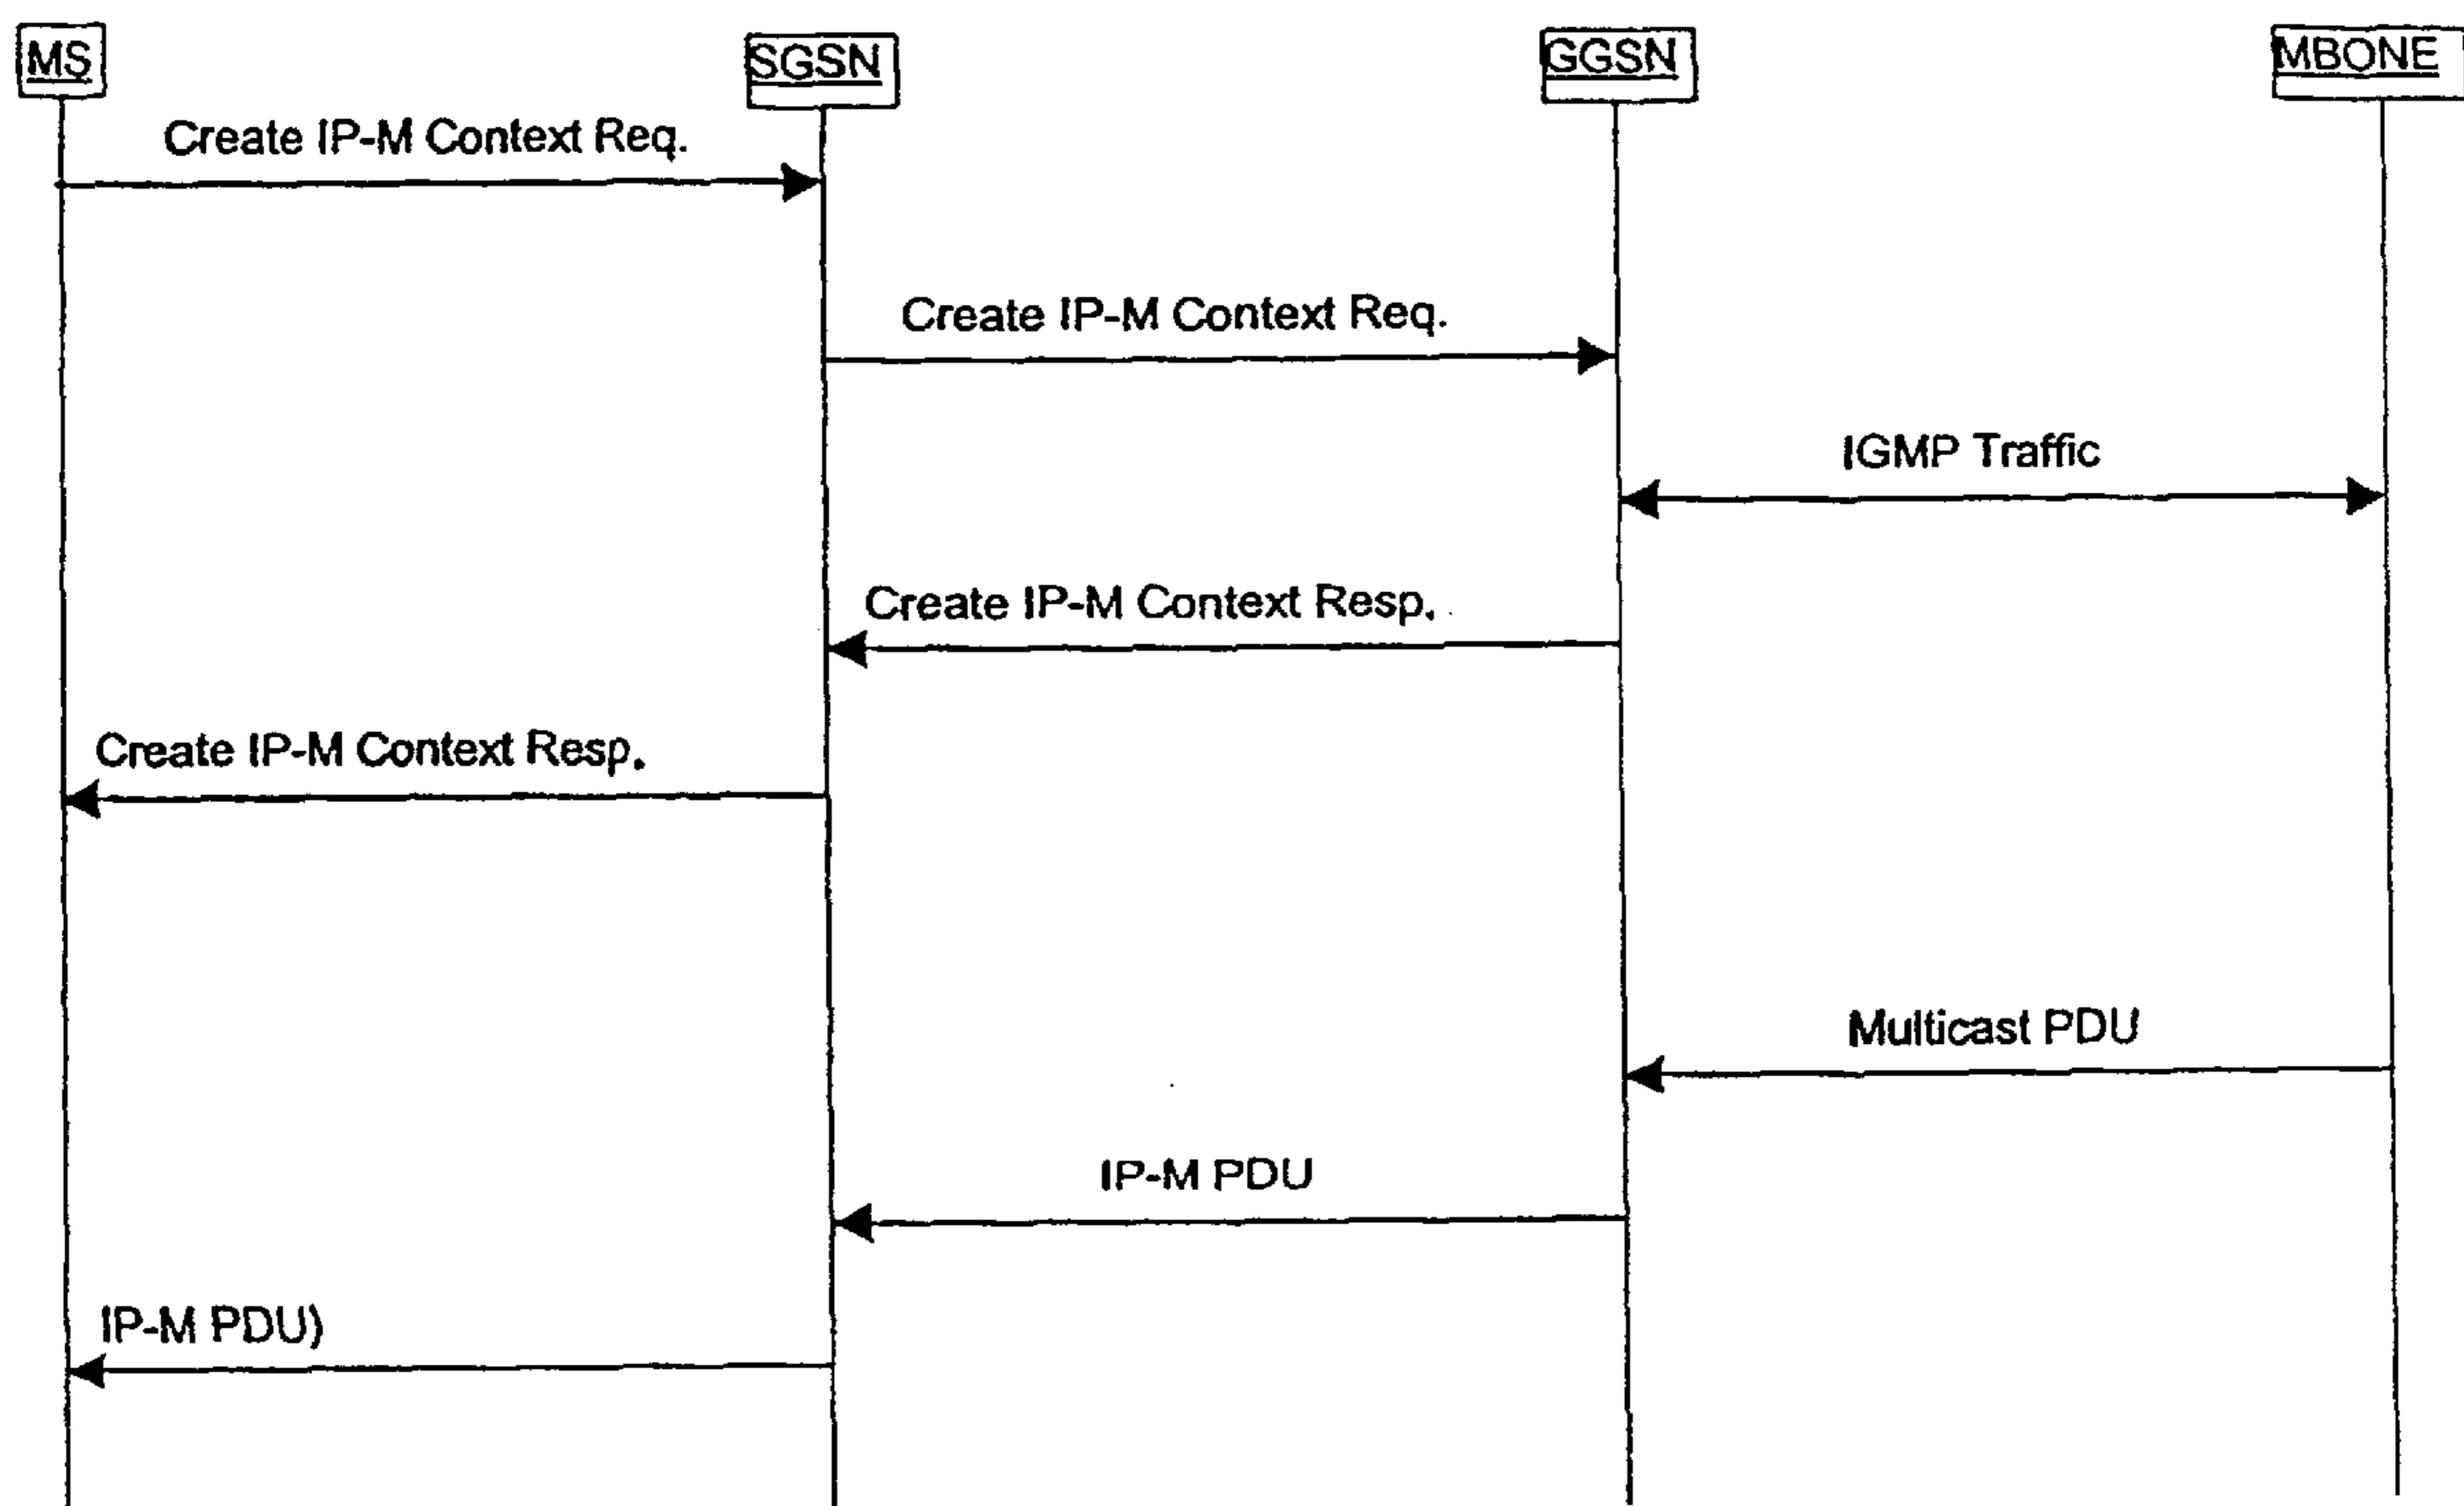 MS
SGSN
GGSN
MBONE
Create IP-M Context Req.
Create IP-M Context Req.
IGMP Traffic
Create IP-M Context Resp.
Create IP-M Context Resp.
Multicast PDU
IP-M PDU
IP-M PDU)